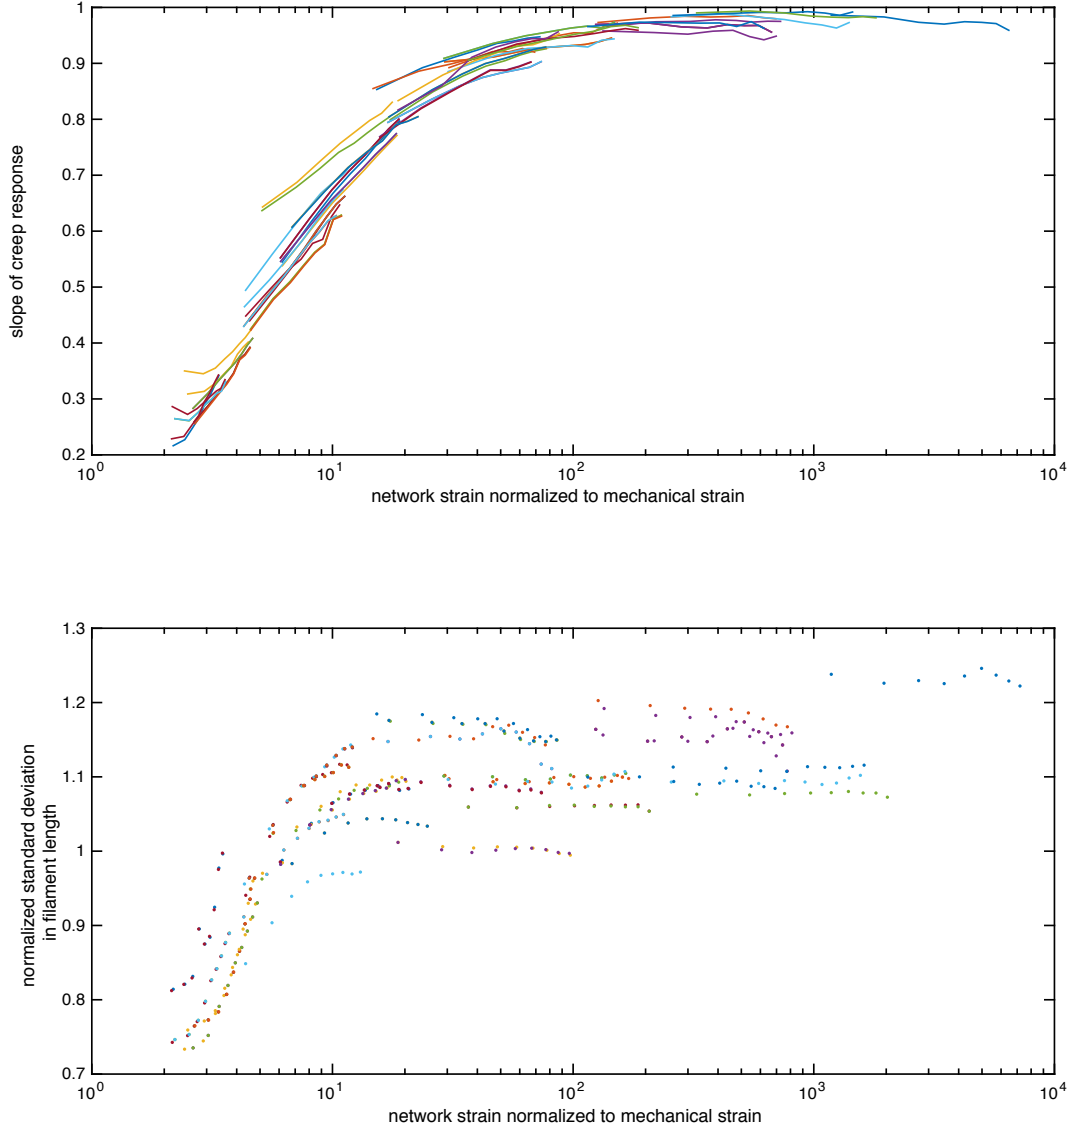 1
0.9
0.8
0.7
0.6
0.5
0.4
0.3
0.2
slope of creep response
10^0 10^1 10^2 10^3 10^4
network strain normalized to mechanical strain
1.3
1.2
1.1
1
0.9
0.8
0.7
normalized standard deviation
in filament length
10^0 10^1 10^2 10^3 10^4
network strain normalized to mechanical strain